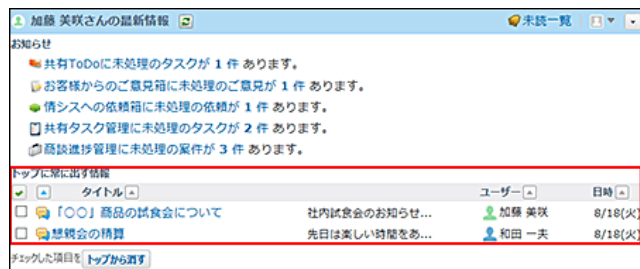 加藤 美咲さんの最新情報 未読一覧
お知らせ
共有ToDoに未処理のタスクが 1 件 あります。
お客様からのご意見箱に未処理のご意見が 1 件 あります。
情シスへの依頼箱に未処理の依頼が 1 件 あります。
共有タスク管理に未処理のタスクが 2 件 あります。
商談進捗管理に未処理の案件が 3 件 あります。
トップに常に出す情報
タイトル ユーザー 日時
「〇〇」商品の試食会について 社内試食会のお知らせ... 加藤 美咲 8/18(火)
懇親会の精算 先日は楽しい時間をあ... 和田 一夫 8/18(火)
チェックした項目を トップから消す